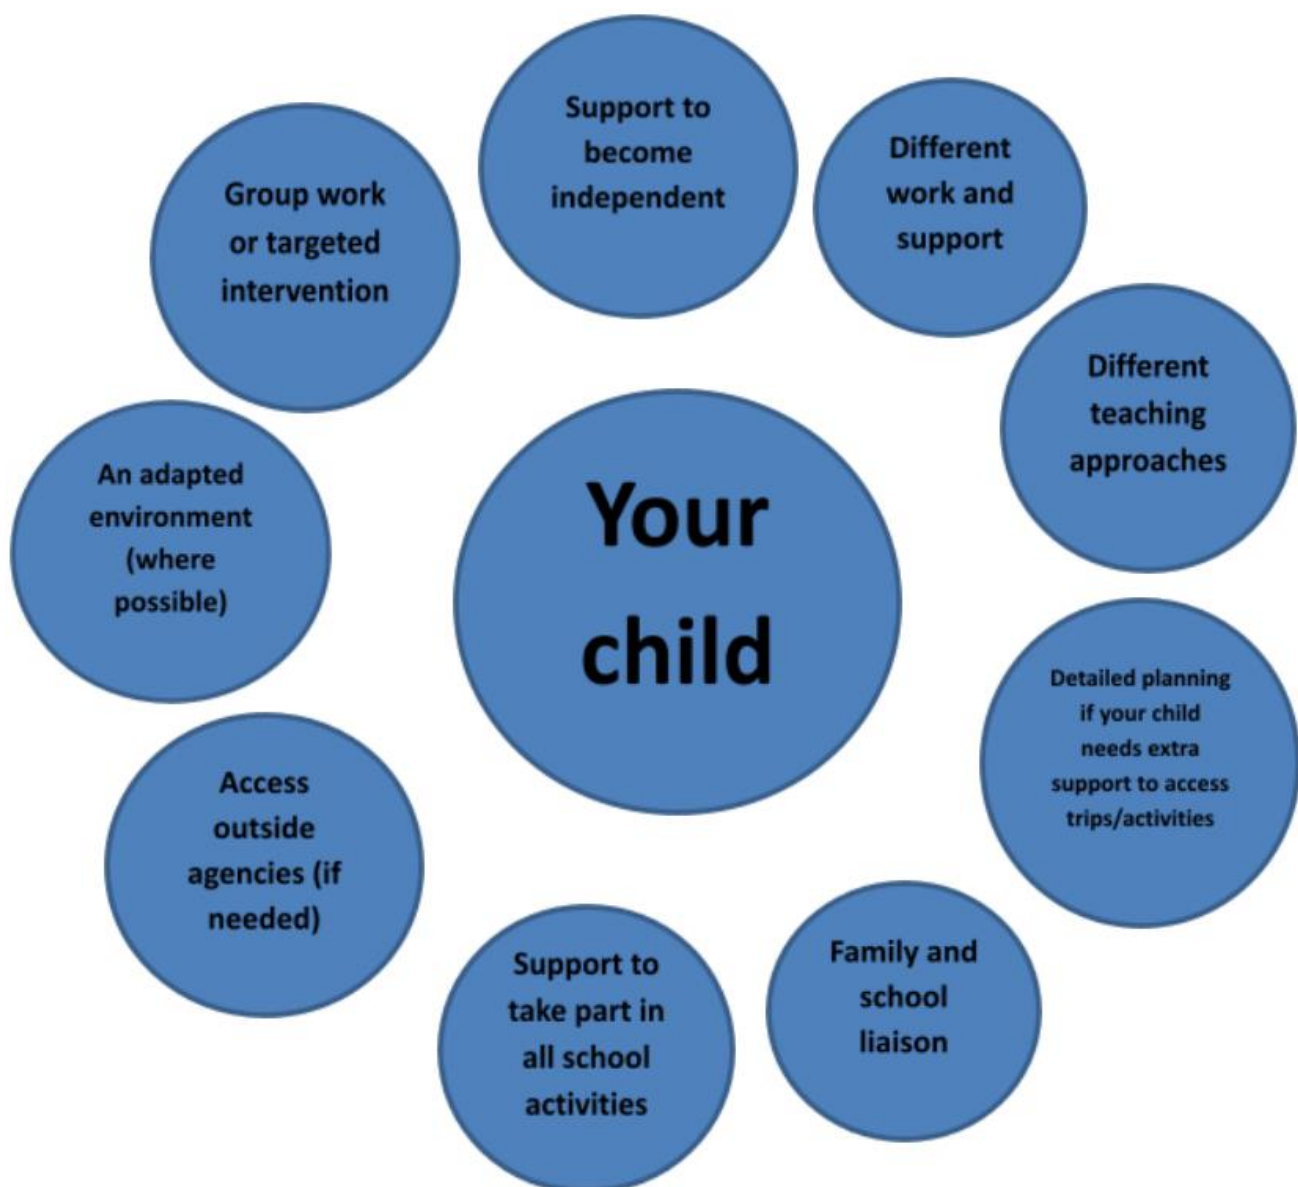 Support to
become
independent
Different
work and
support
Different
teaching
approaches
Detailed planning
if your child
needs extra
support to access
trips/activities
Family and
school
liaison
Support to
take part in
all school
activities
Access
outside
agencies (if
needed)
An adapted
environment
(where
possible)
Group work
or targeted
intervention
Your
child